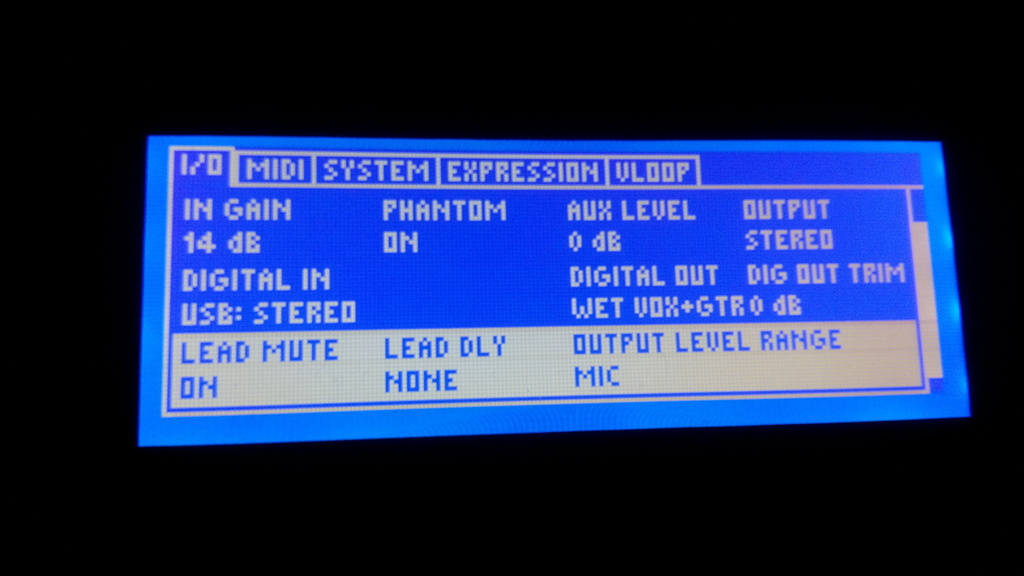 I/O MIDI SYSTEM EXPRESSION VLOOP
IN GAIN PHANTOM AUX LEVEL OUTPUT
14 dB ON 0 dB STEREO
DIGITAL IN DIGITAL OUT DIG OUT TRIM
USB: STEREO WET VOX+GTR 0 dB
LEAD MUTE LEAD DLY OUTPUT LEVEL RANGE
ON NONE MIC